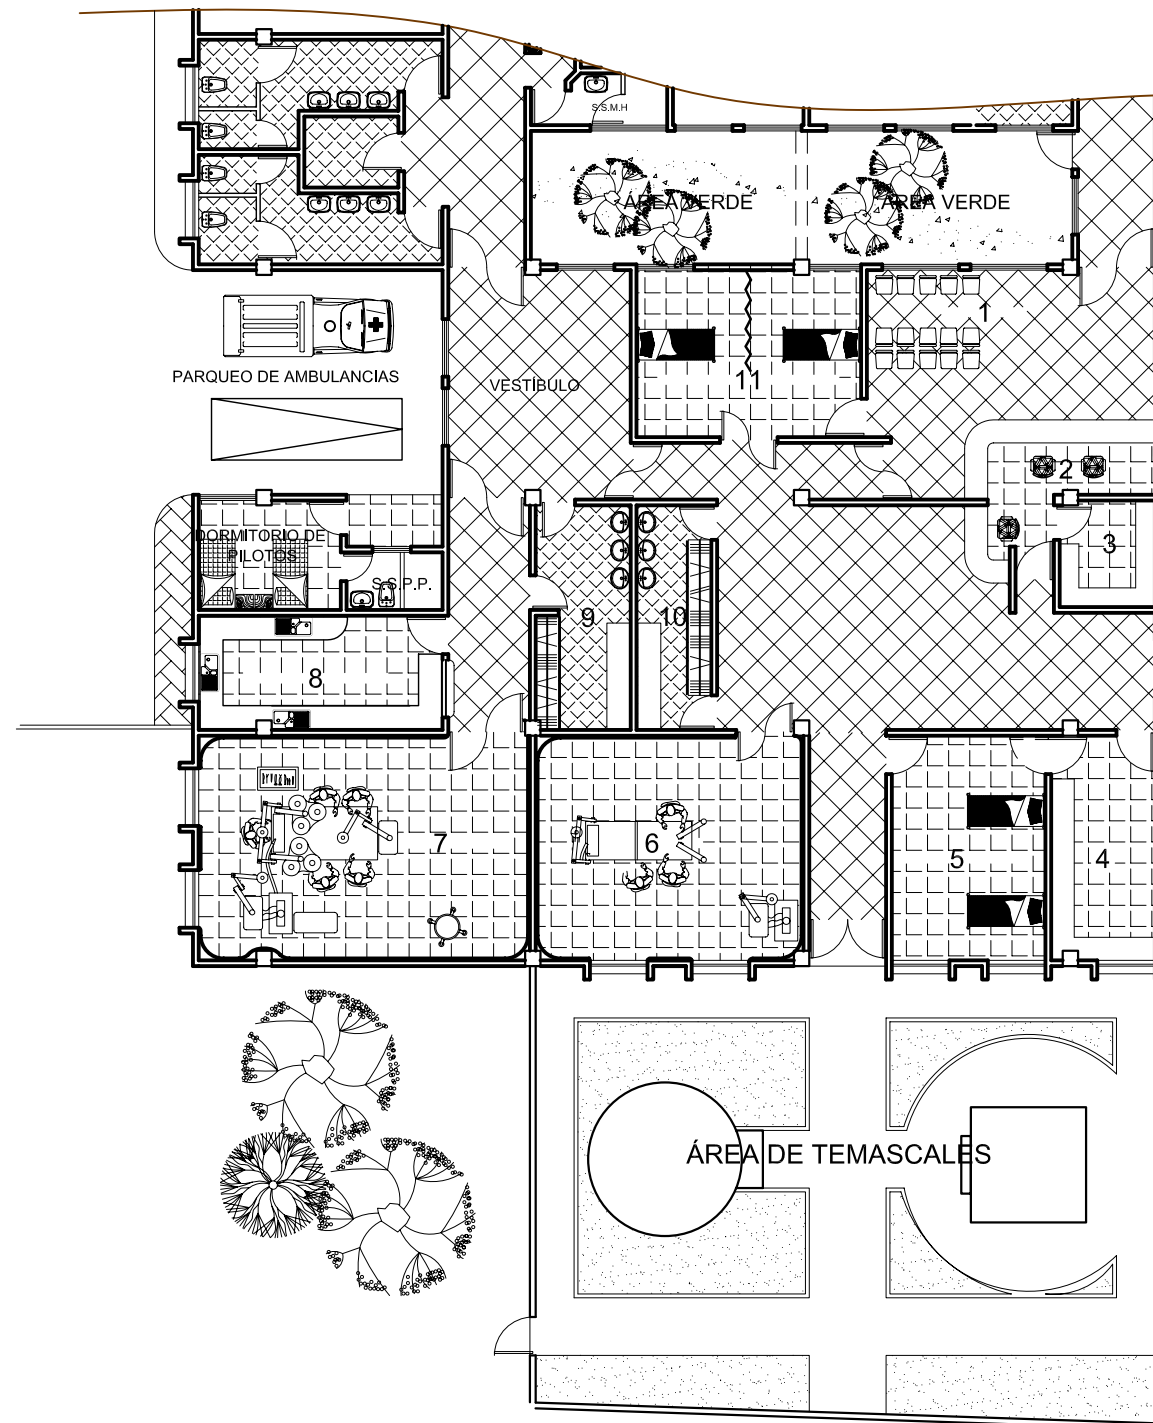 S.S.M.H
ÁREA VERDE
ÁREA VERDE
1
PARQUEO DE AMBULANCIAS
VESTÍBULO
11
2
DORMITORIO DE
PILOTOS
3
S.S.P.P.
9
10
8
7
6
5
4
ÁREA DE TEMASCALES